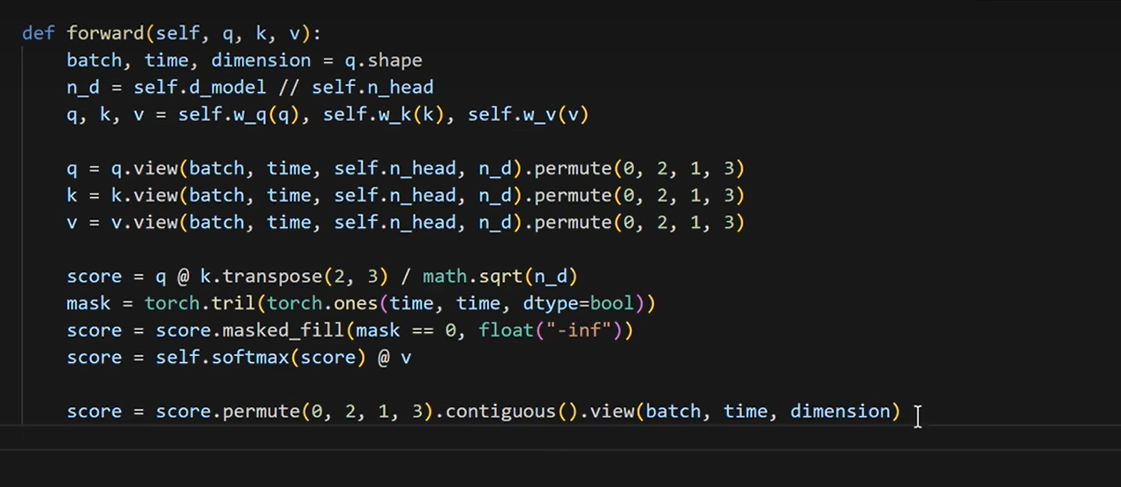 def forward(self, q, k, v):
    batch, time, dimension = q.shape
    n_d = self.d_model // self.n_head
    q, k, v = self.w_q(q), self.w_k(k), self.w_v(v)

    q = q.view(batch, time, self.n_head, n_d).permute(0, 2, 1, 3)
    k = k.view(batch, time, self.n_head, n_d).permute(0, 2, 1, 3)
    v = v.view(batch, time, self.n_head, n_d).permute(0, 2, 1, 3)

    score = q @ k.transpose(2, 3) / math.sqrt(n_d)
    mask = torch.tril(torch.ones(time, time, dtype=bool))
    score = score.masked_fill(mask == 0, float("-inf"))
    score = self.softmax(score) @ v

    score = score.permute(0, 2, 1, 3).contiguous().view(batch, time, dimension)